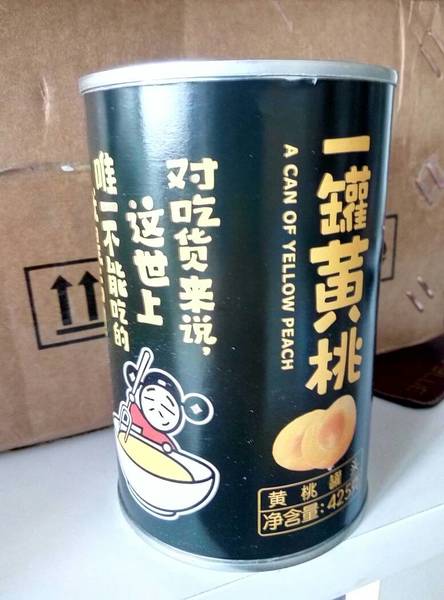 一罐黄桃
A CAN OF YELLOW PEACH
对吃货来说，
这世上
唯一不能吃的
黄桃罐头
净含量：425